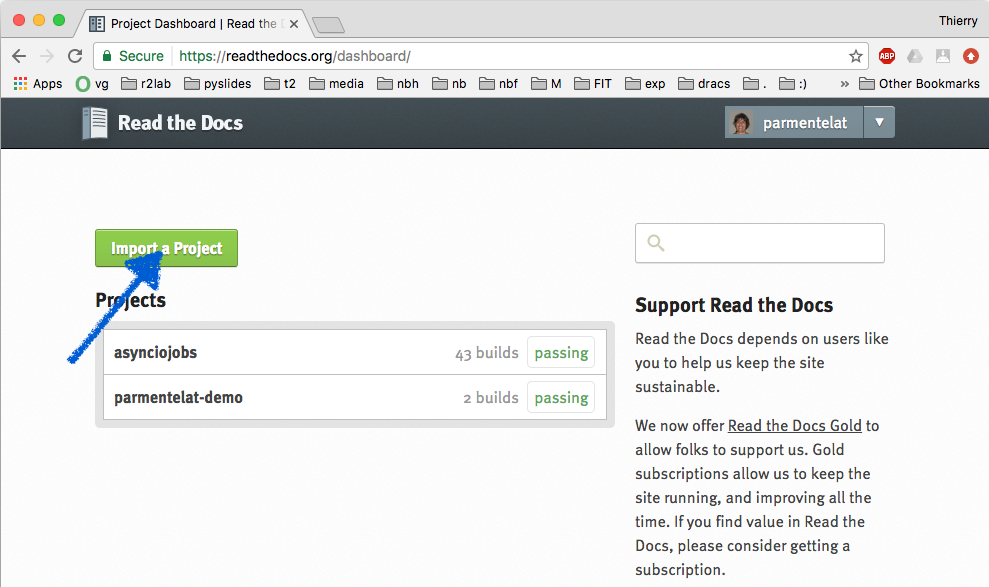 Project Dashboard | Read the D
Thierry
Secure
https://readthedocs.org/dashboard/
ABP
Apps
vg
r2lab
pyslides
t2
media
nbh
nb
nbf
M
FIT
exp
dracs
.
:)
»
Other Bookmarks
Read the Docs
parmentelat
Import a Project
Projects
asynciojobs
43 builds
passing
parmentelat-demo
2 builds
passing
Support Read the Docs
Read the Docs depends on users like
you to help us keep the site
sustainable.
We now offer Read the Docs Gold to
allow folks to support us. Gold
subscriptions allow us to keep the
site running, and improving all the
time. If you find value in Read the
Docs, please consider getting a
subscription.